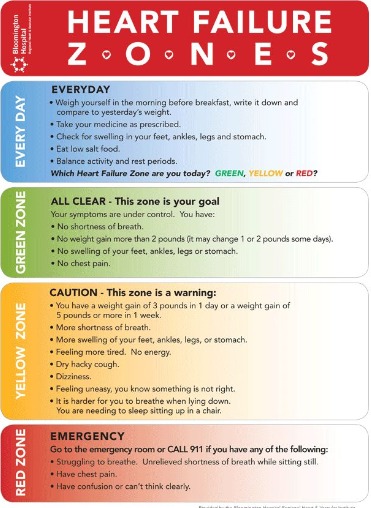 Bloomington
Hospital
HEART FAILURE
Z O N E S
EVERY DAY
EVERYDAY
• Weigh yourself in the morning before breakfast, write it down and
compare to yesterday's weight.
• Take your medicine as prescribed.
• Check for swelling in your feet, ankles, legs and stomach.
• Eat low salt food.
• Balance activity and rest periods.
Which Heart Failure Zone are you today? GREEN, YELLOW or RED?
GREEN ZONE
ALL CLEAR - This zone is your goal
Your symptoms are under control. You have:
• No shortness of breath.
• No weight gain more than 2 pounds (it may change 1 or 2 pounds some days).
• No swelling of your feet, ankles, legs or stomach.
• No chest pain.
YELLOW ZONE
CAUTION - This zone is a warning:
• You have a weight gain of 3 pounds in 1 day or a weight gain of
5 pounds or more in 1 week.
• More shortness of breath.
• More swelling of your feet, ankles, legs, or stomach.
• Feeling more tired. No energy.
• Dry hacky cough.
• Dizziness.
• Feeling uneasy, you know something is not right.
• It is harder for you to breathe when lying down.
You are needing to sleep sitting up in a chair.
RED ZONE
EMERGENCY
Go to the emergency room or CALL 911 if you have any of the following:
• Struggling to breathe. Unrelieved shortness of breath while sitting still.
• Have chest pain.
• Have confusion or can't think clearly.